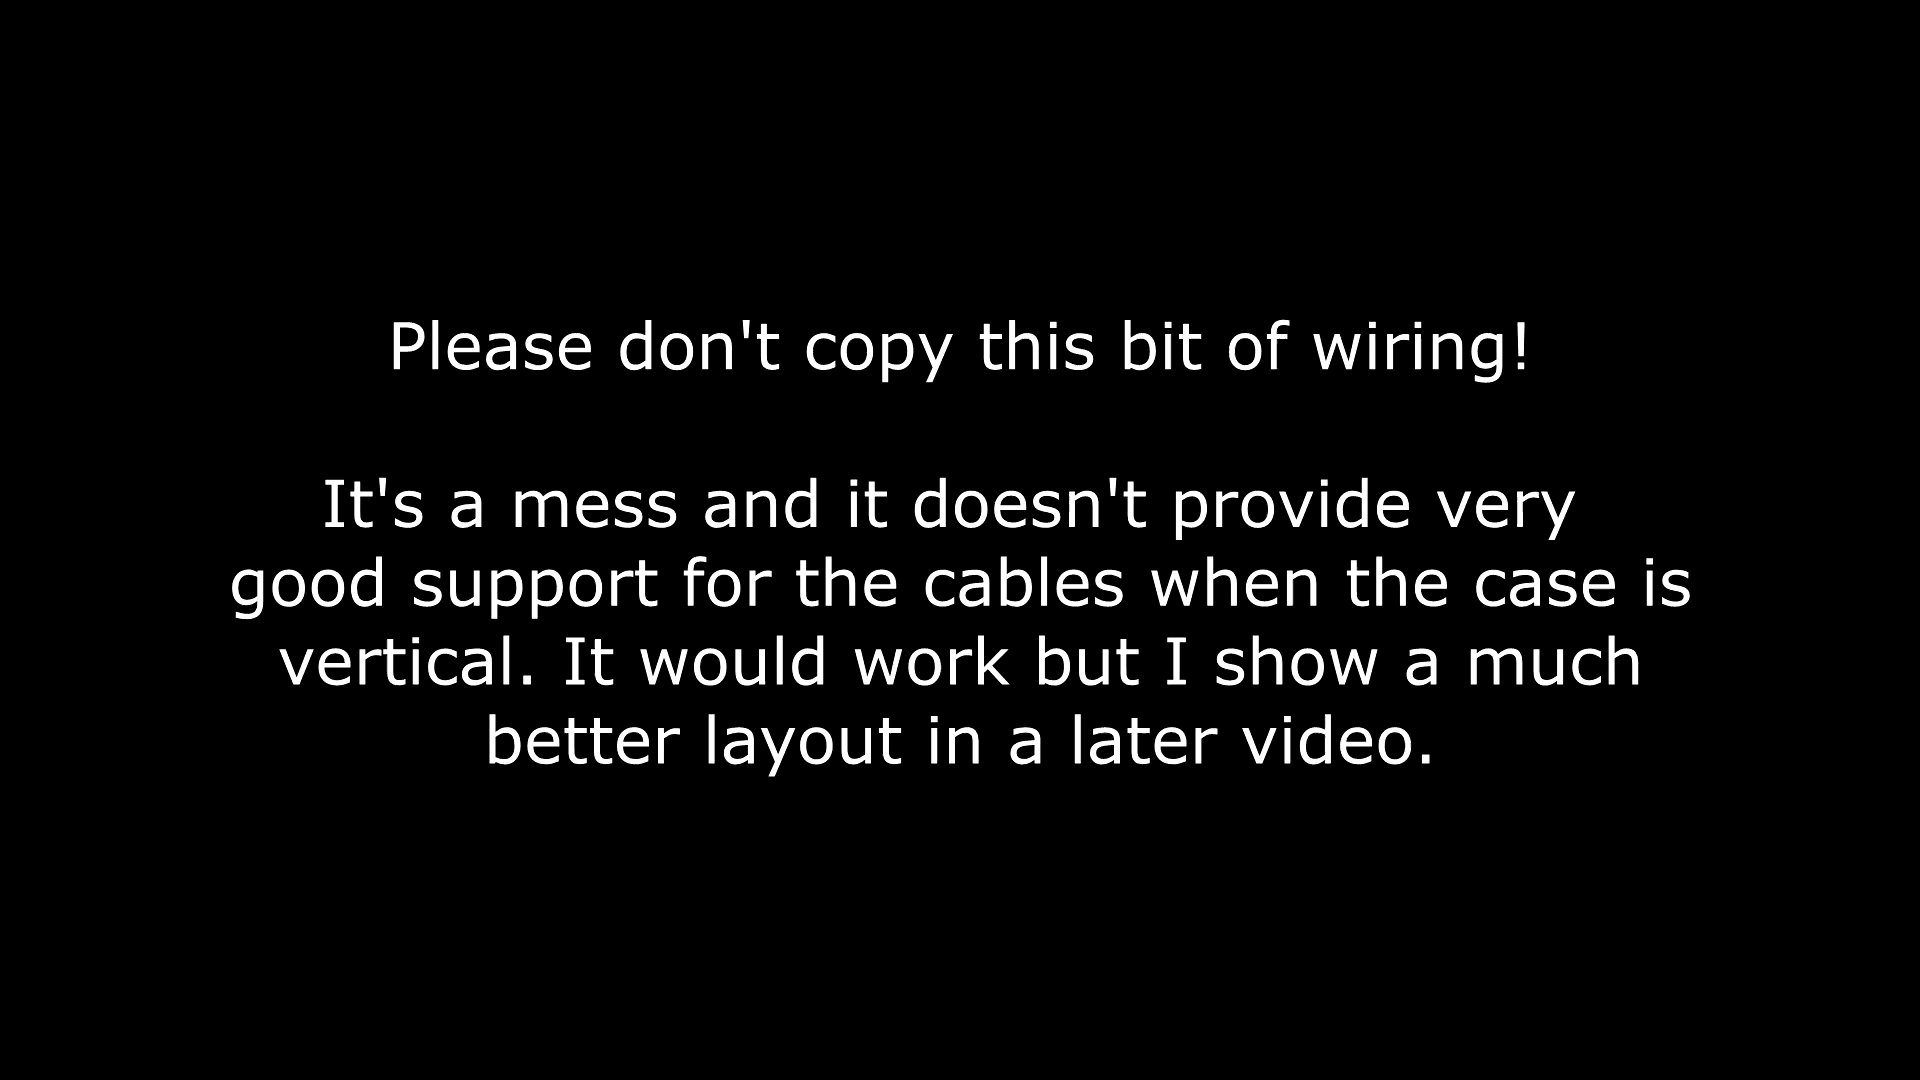 Please don't copy this bit of wiring!
It's a mess and it doesn't provide very
good support for the cables when the case is
vertical. It would work but I show a much
better layout in a later video.